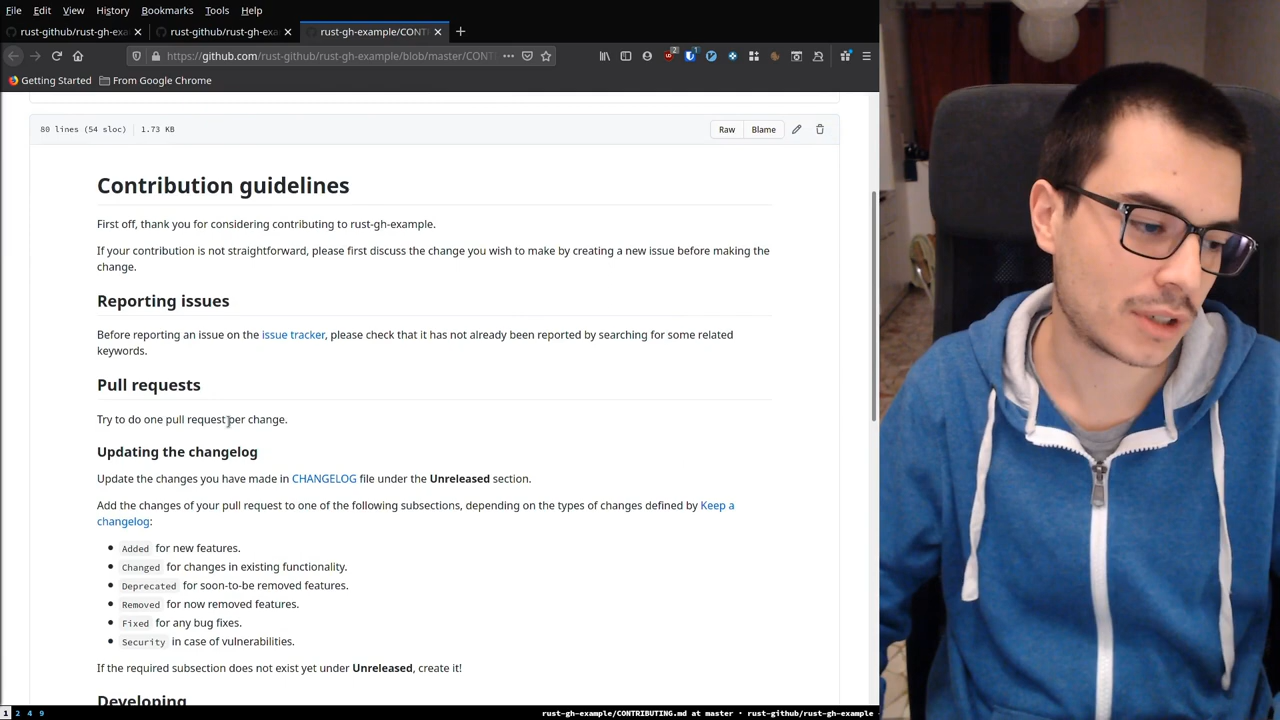 File Edit View History Bookmarks Tools Help
rust-github/rust-gh-exa
rust-github/rust-gh-exa
rust-gh-example/CONT
https://github.com/rust-github/rust-gh-example/blob/master/CONT
2 1
Getting Started From Google Chrome
80 lines (54 sloc) 1.73 KB
Raw Blame
Contribution guidelines
First off, thank you for considering contributing to rust-gh-example.
If your contribution is not straightforward, please first discuss the change you wish to make by creating a new issue before making the
change.
Reporting issues
Before reporting an issue on the issue tracker, please check that it has not already been reported by searching for some related
keywords.
Pull requests
Try to do one pull request per change.
Updating the changelog
Update the changes you have made in CHANGELOG file under the Unreleased section.
Add the changes of your pull request to one of the following subsections, depending on the types of changes defined by Keep a
changelog:
Added for new features.
Changed for changes in existing functionality.
Deprecated for soon-to-be removed features.
Removed for now removed features.
Fixed for any bug fixes.
Security in case of vulnerabilities.
If the required subsection does not exist yet under Unreleased, create it!
Developing
1 2 4 9 rust-gh-example/CONTRIBUTING.md at master · rust-github/rust-gh-example